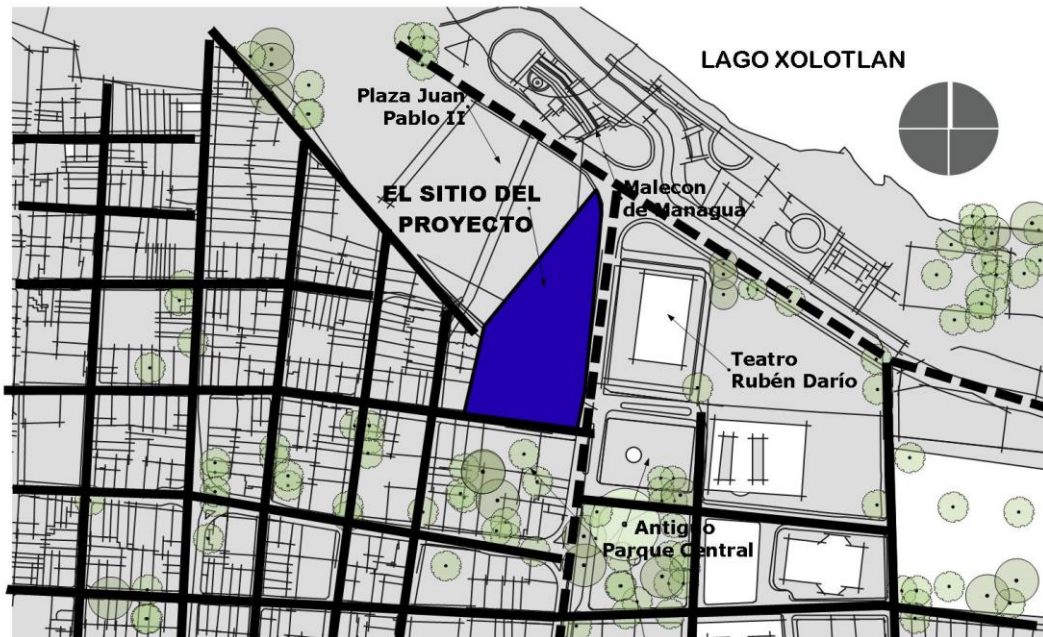 LAGO XOLOTLAN
Plaza Juan
Pablo II
EL SITIO DEL
PROYECTO
Malecon
de Managua
Teatro
Rubén Darío
Antiguo
Parque Central